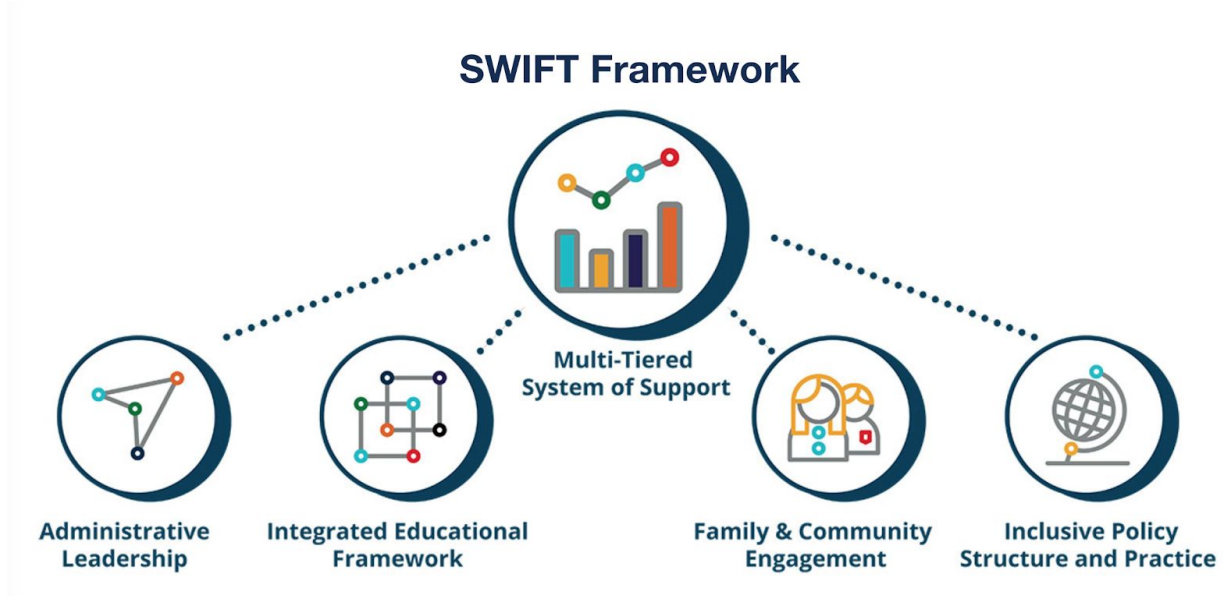 SWIFT Framework
Multi-Tiered
System of Support
Administrative
Leadership
Integrated Educational
Framework
Family & Community
Engagement
Inclusive Policy
Structure and Practice